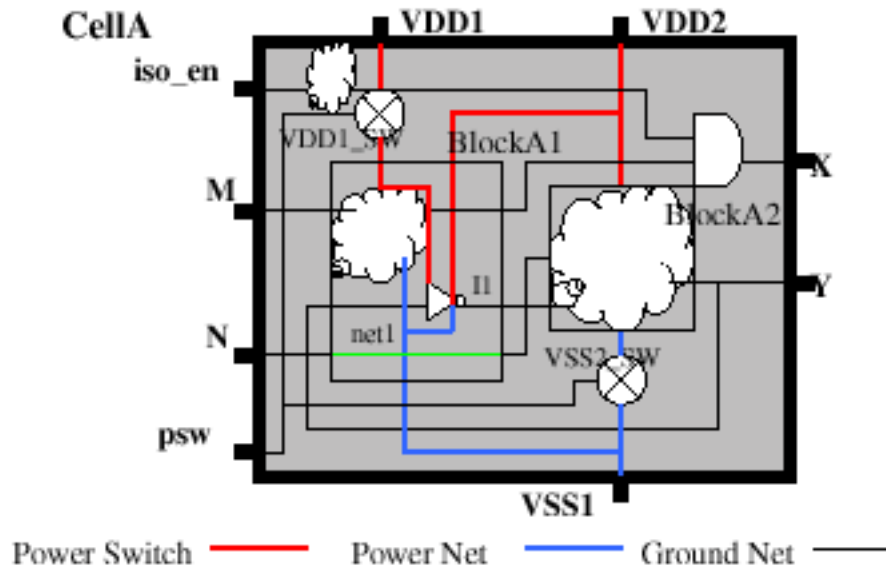 CellA
VDD1
VDD2
iso_en
VDD1_SW
BlockA1
X
M
BlockA2
I1
Y
N
net1
VSS2_SW
psw
VSS1
Power Switch
Power Net
Ground Net